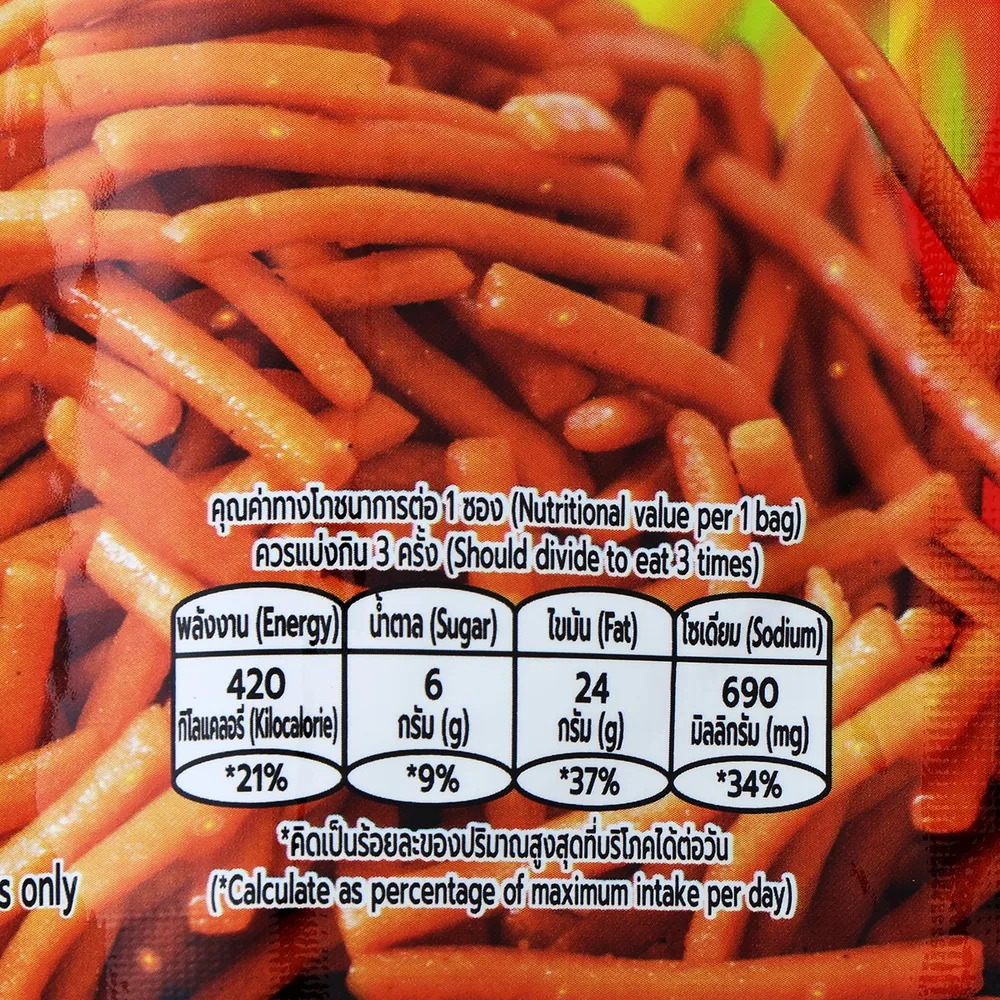 คุณค่าทางโภชนาการต่อ 1 ซอง (Nutritional value per 1 bag)
ควรแบ่งกิน 3 ครั้ง (Should divide to eat 3 times)
พลังงาน (Energy) น้ำตาล (Sugar) ไขมัน (Fat) โซเดียม (Sodium)
420 6 24 690
กิโลแคลอรี่ (Kilocalorie) กรัม (g) กรัม (g) มิลลิกรัม (mg)
*21% *9% *37% *34%
*คิดเป็นร้อยละของปริมาณสูงสุดที่บริโภคได้ต่อวัน
s only
(*Calculate as percentage of maximum intake per day)